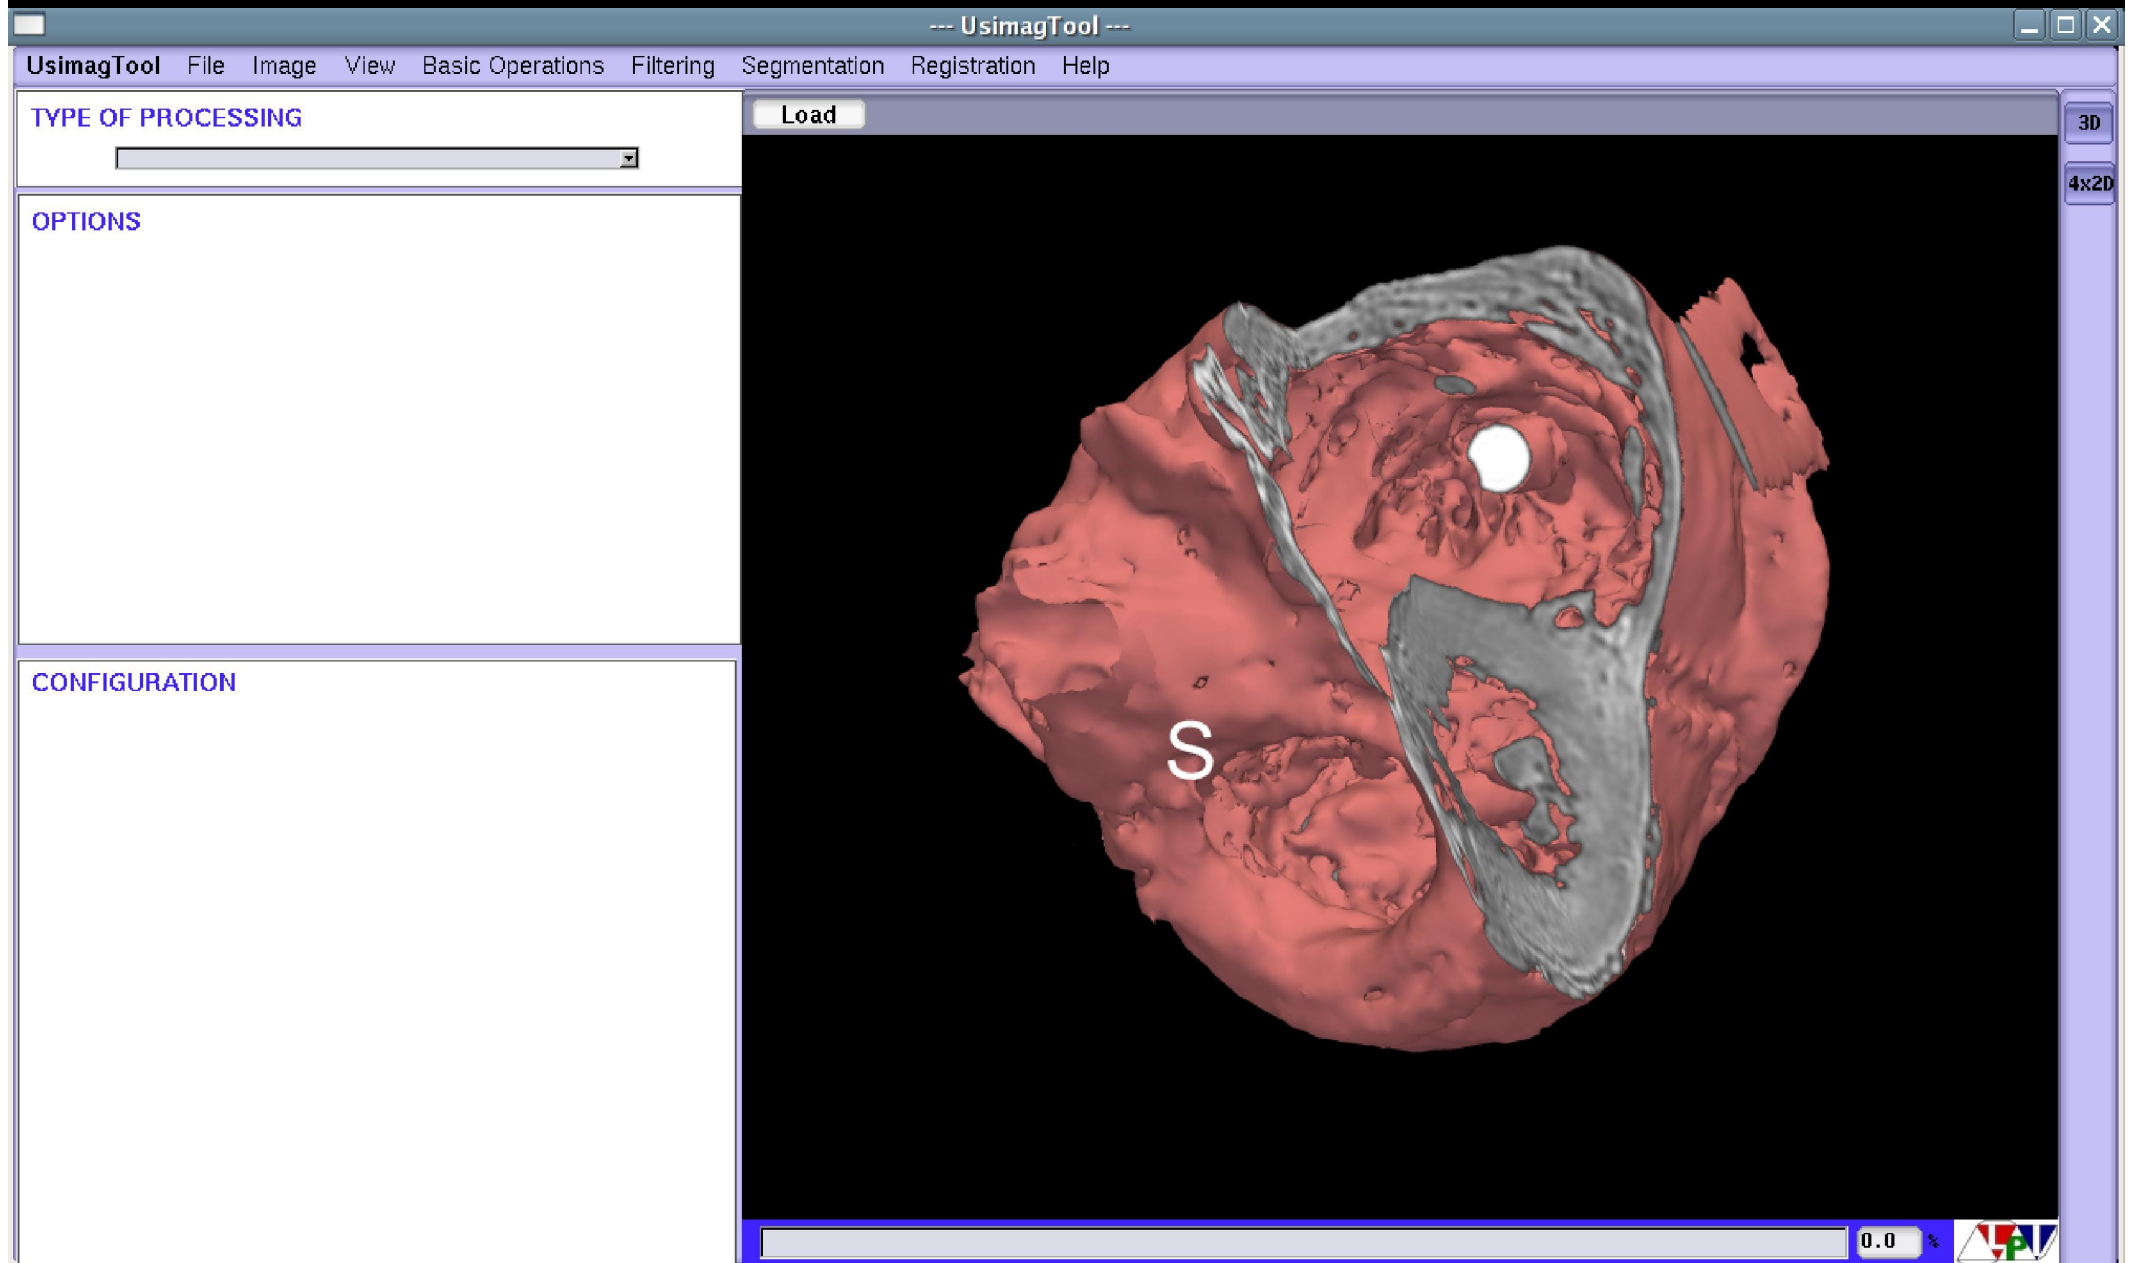 --- UsimagTool ---
UsimagTool File Image View Basic Operations Filtering Segmentation Registration Help
TYPE OF PROCESSING
Load
3D
4x2D
OPTIONS
CONFIGURATION
S
0.0 %
LPV